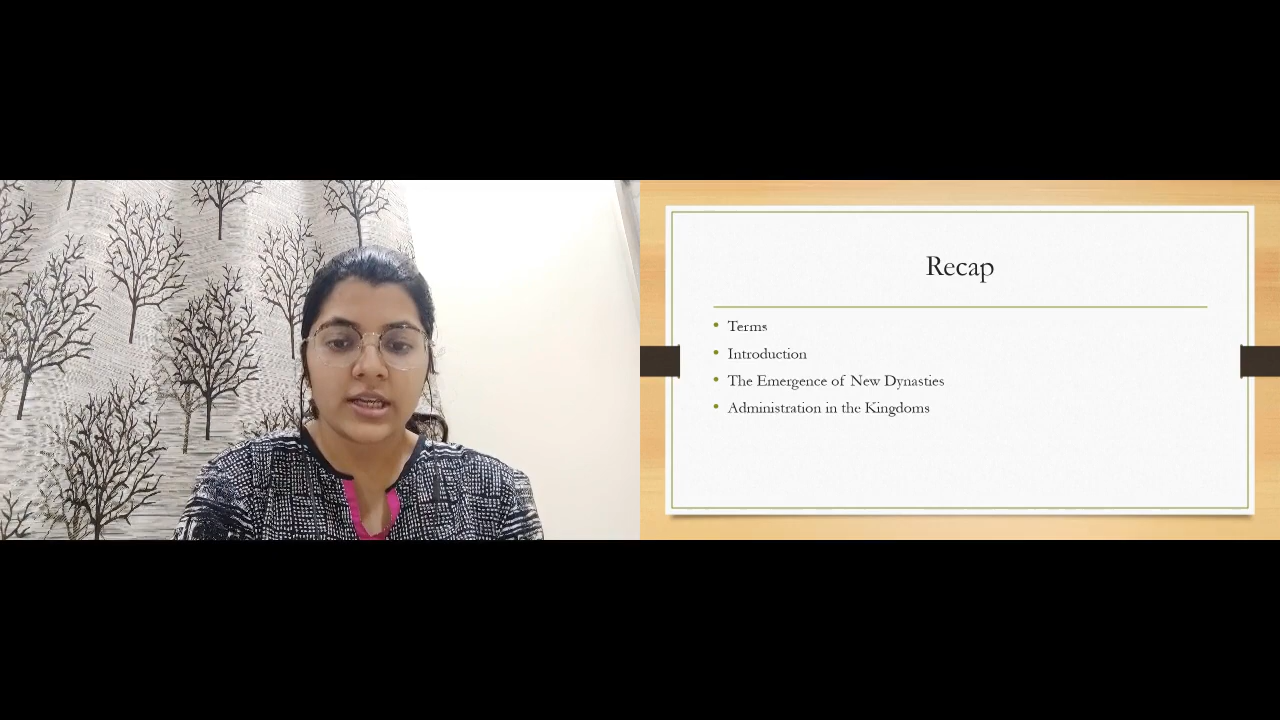 Recap
• Terms
• Introduction
• The Emergence of New Dynasties
• Administration in the Kingdoms